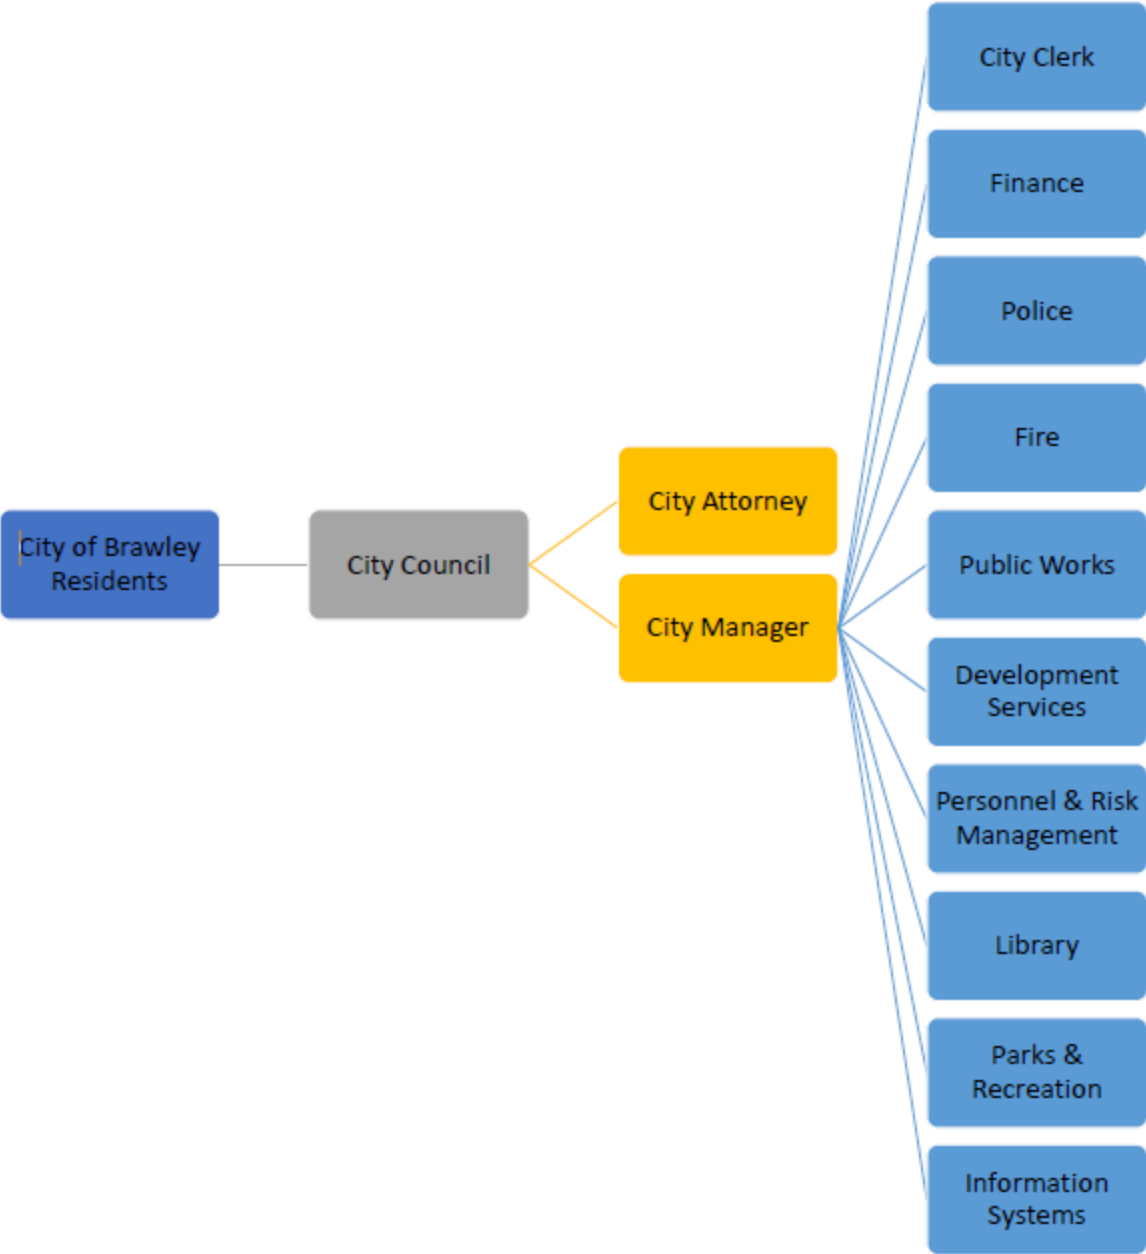 City Clerk
Finance
Police
Fire
City Attorney
City of Brawley
Residents
City Council
Public Works
City Manager
Development
Services
Personnel & Risk
Management
Library
Parks &
Recreation
Information
Systems